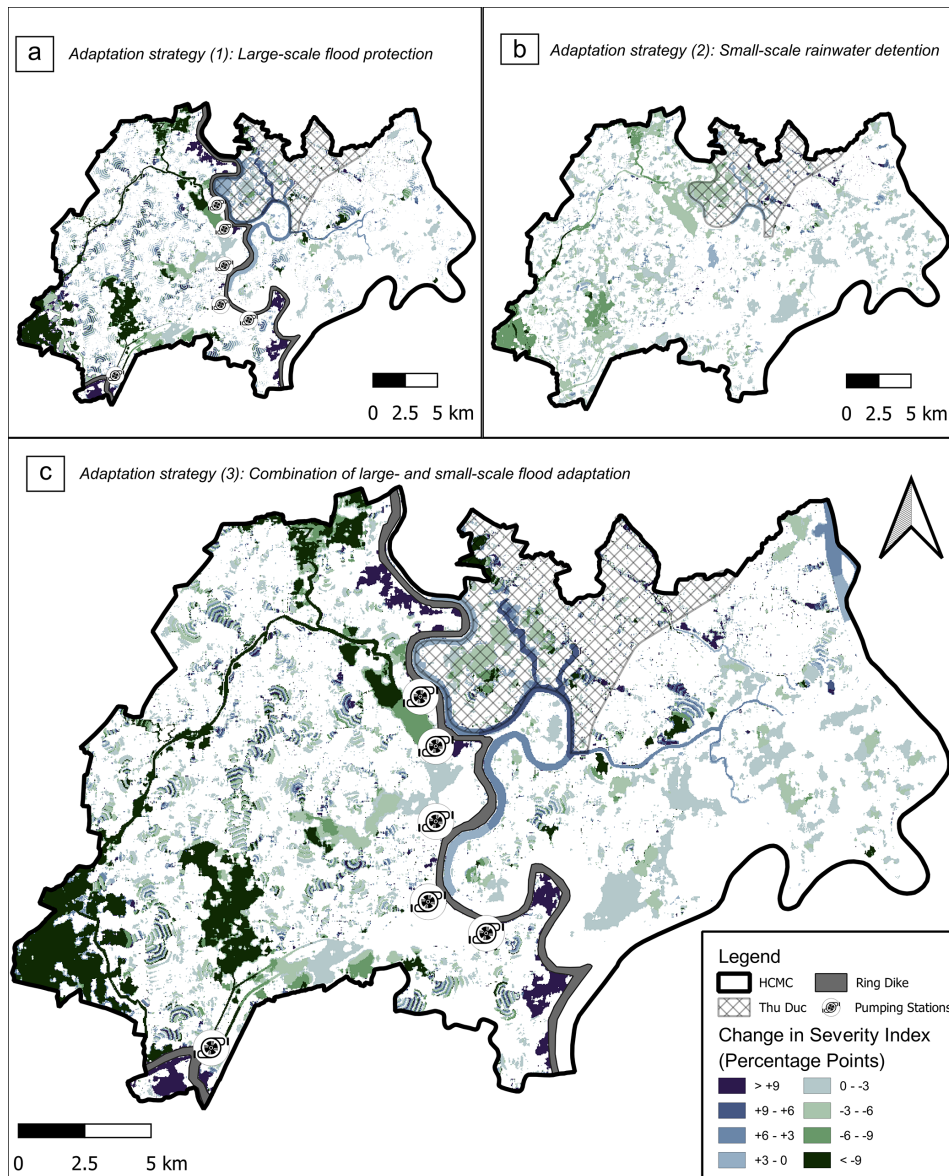 a
Adaptation strategy (1): Large-scale flood protection
0 2.5 5 km
b
Adaptation strategy (2): Small-scale rainwater detention
0 2.5 5 km
c
Adaptation strategy (3): Combination of large- and small-scale flood adaptation
0 2.5 5 km
Legend
HCMC
Ring Dike
Thu Duc
Pumping Stations
Change in Severity Index
(Percentage Points)
> +9
0 - -3
+9 - +6
-3 - -6
+6 - +3
-6 - -9
+3 - 0
< -9